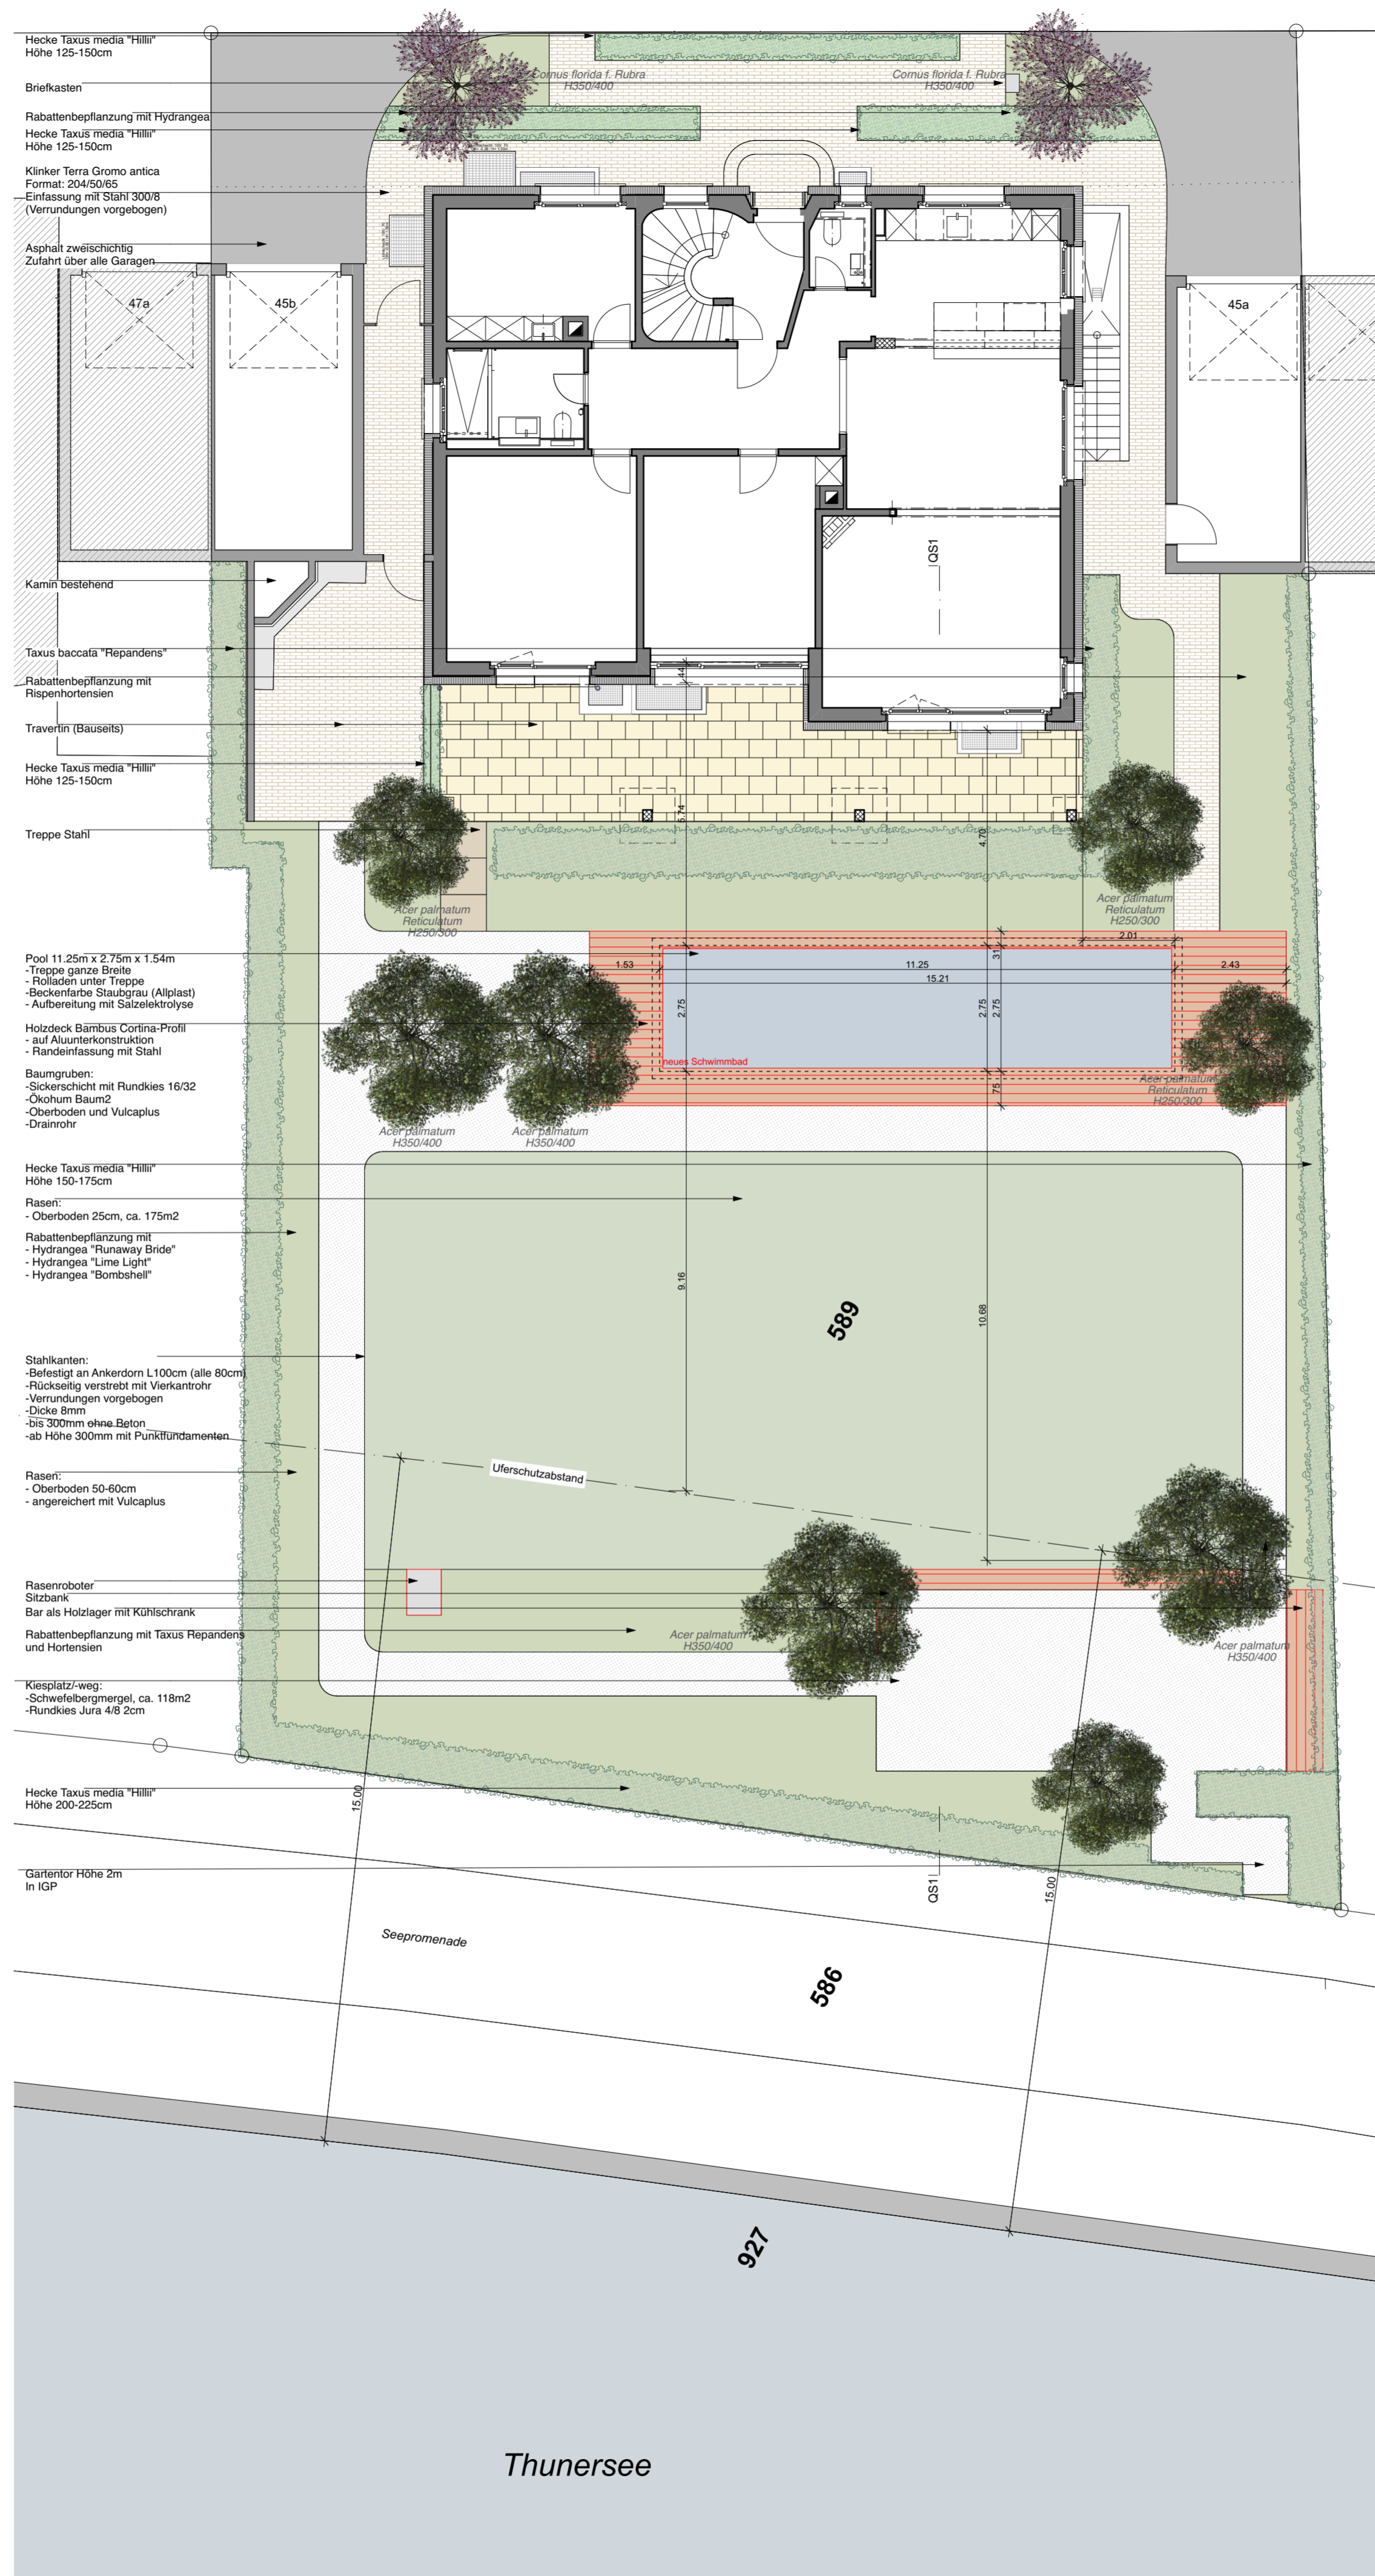 Hecke Taxus media "Hillii"
Höhe 125-150cm
Briefkasten
Rabattenbepflanzung mit Hydrangea
Hecke Taxus media "Hillii"
Höhe 125-150cm
Klinker Terra Gromo antica
Format: 204/50/65
Einfassung mit Stahl 300/8
(Verrundungen vorgebogen)
Asphalt zweischichtig
Zufahrt über alle Garagen
Cornus florida f. Rubra
H350/400
Cornus florida f. Rubra
H350/400
47a
45b
45a
QS1
Kamin bestehend
Taxus baccata "Repandens"
Rabattenbepflanzung mit
Rispenhortensien
Travertin (Bauseits)
Hecke Taxus media "Hillii"
Höhe 125-150cm
Treppe Stahl
44
5.74
4.70
Acer palmatum
Reticulatum
H250/300
Acer palmatum
Reticulatum
H250/300
2.01
Pool 11.25m x 2.75m x 1.54m
-Treppe ganze Breite
- Rolladen unter Treppe
-Beckenfarbe Staubgrau (Allplast)
- Aufbereitung mit Salzelektrolyse
Holzdeck Bambus Cortina-Profil
- auf Aluunterkonstruktion
- Randeinfassung mit Stahl
Baumgruben:
-Sickerschicht mit Rundkies 16/32
-Ökohum Baum2
-Oberboden und Vulcaplus
-Drainrohr
31
1.53
11.25
2.43
15.21
2.75
2.75
2.75
neues Schwimmbad
75
Acer palmatum
Reticulatum
H250/300
Acer palmatum
H350/400
Acer palmatum
H350/400
Hecke Taxus media "Hillii"
Höhe 150-175cm
Rasen:
- Oberboden 25cm, ca. 175m2
Rabattenbepflanzung mit
- Hydrangea "Runaway Bride"
- Hydrangea "Lime Light"
- Hydrangea "Bombshell"
9.16
10.68
589
Stahlkanten:
-Befestigt an Ankerdorn L100cm (alle 80cm)
-Rückseitig verstrebt mit Vierkantrohr
-Verrundungen vorgebogen
-Dicke 8mm
-bis 300mm ohne Beton
-ab Höhe 300mm mit Punktfundamenten
Uferschutzabstand
Rasen:
- Oberboden 50-60cm
- angereichert mit Vulcaplus
Rasenroboter
Sitzbank
Bar als Holzlager mit Kühlschrank
Rabattenbepflanzung mit Taxus Repandens
und Hortensien
Acer palmatum
H350/400
Acer palmatum
H350/400
Kiesplatz/-weg:
-Schwefelbergmergel, ca. 118m2
-Rundkies Jura 4/8 2cm
Hecke Taxus media "Hillii"
Höhe 200-225cm
15.00
Gartentor Höhe 2m
In IGP
QS1
15.00
Seepromenade
586
927
Thunersee